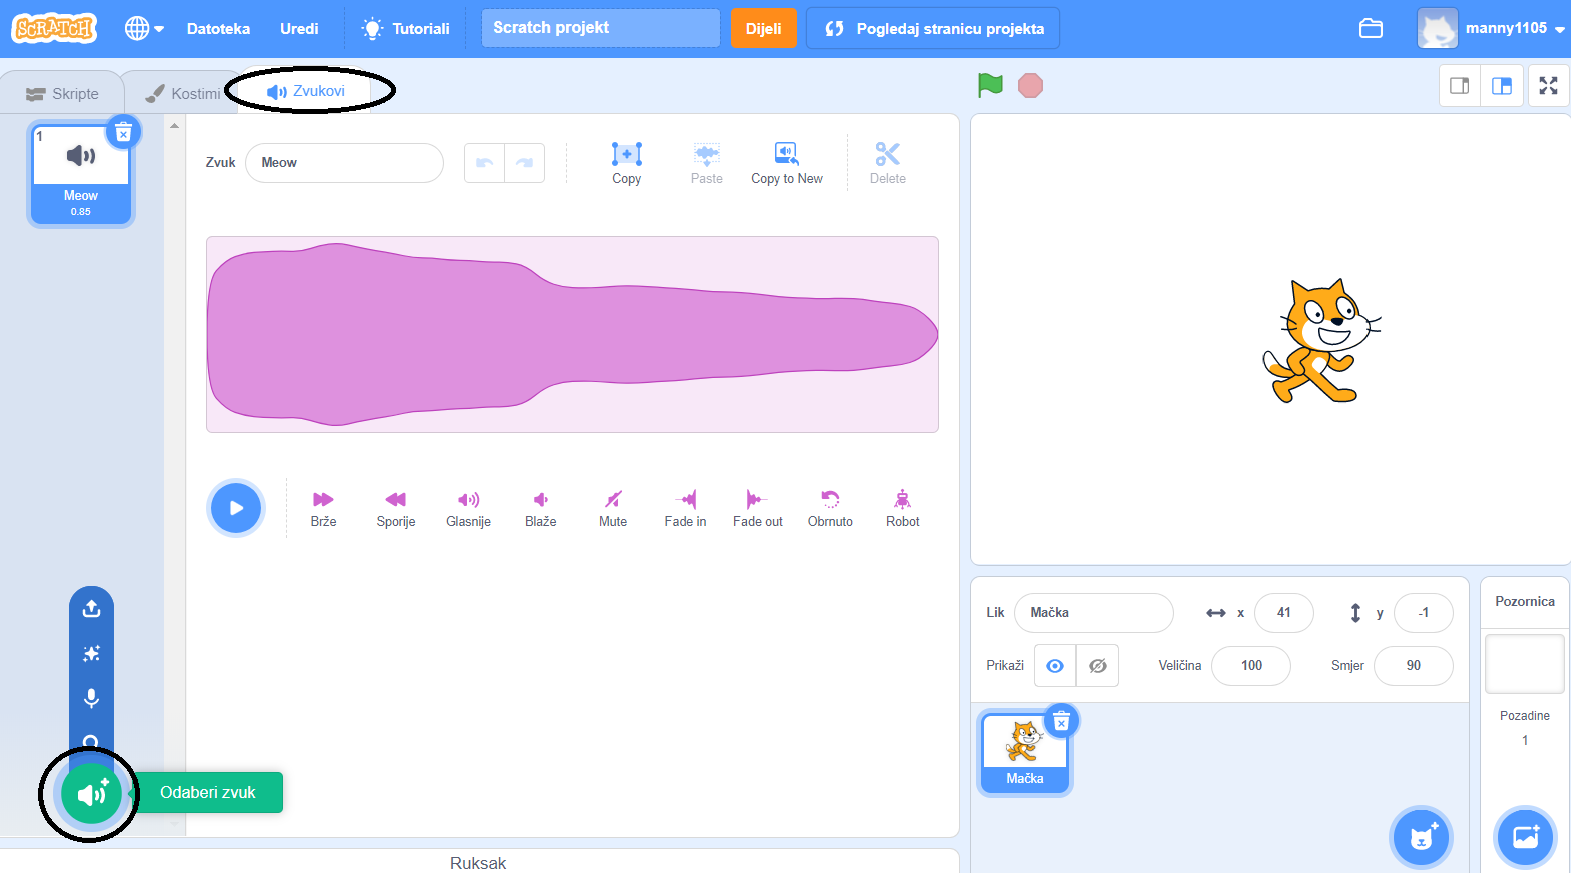 SCRATCH
Datoteka
Uredi
Tutoriali
Scratch projekt
Dijeli
Pogledaj stranicu projekta
manny1105
Skripte
Kostimi
Zvukovi
1
Meow
0.85
Zvuk
Meow
Copy
Paste
Copy to New
Delete
Brže
Sporije
Glasnije
Blaže
Mute
Fade in
Fade out
Obrnuto
Robot
Odaberi zvuk
Ruksak
Lik
Mačka
x
41
y
-1
Prikaži
Veličina
100
Smjer
90
Mačka
Pozornica
Pozadine
1